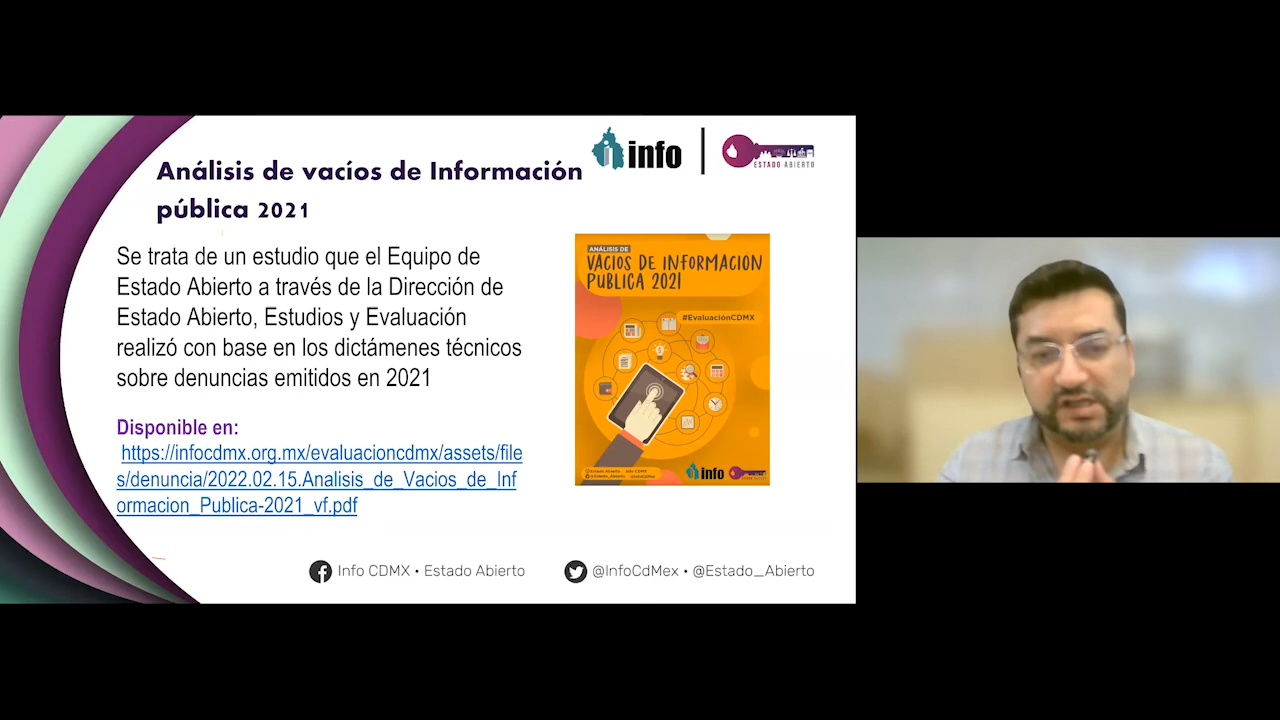 info
ESTADO ABIERTO
Análisis de vacíos de Información
pública 2021
Se trata de un estudio que el Equipo de
Estado Abierto a través de la Dirección de
Estado Abierto, Estudios y Evaluación
realizó con base en los dictámenes técnicos
sobre denuncias emitidos en 2021
Disponible en:
https://infocdmx.org.mx/evaluacioncdmx/assets/file
s/denuncia/2022.02.15.Analisis_de_Vacios_de_Inf
ormacion_Publica-2021_vf.pdf
ANÁLISIS DE
VACIOS DE INFORMACION
PUBLICA 2021
#EvaluaciónCDMX
info
Info CDMX • Estado Abierto
@InfoCdMex • @Estado_Abierto